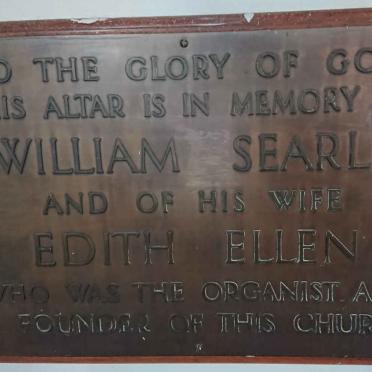 O THE GLORY OF GO
IS ALTAR IS IN MEMORY
WILLIAM SEARL
AND OF HIS WIFE
EDITH ELLEN
WHO WAS THE ORGANIST A
FOUNDER OF THIS CHUR